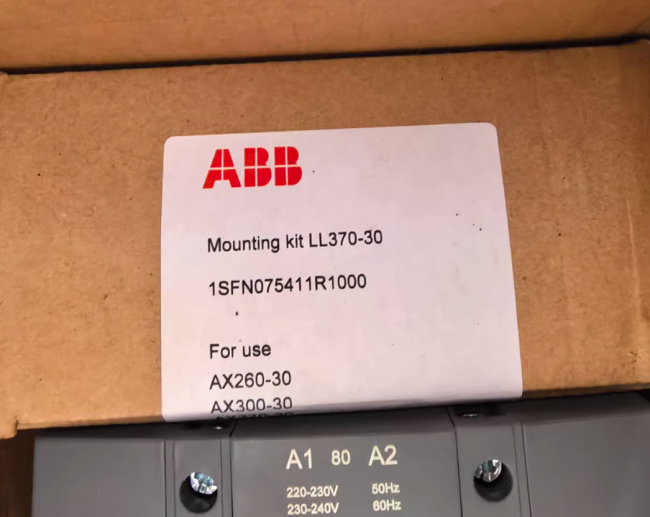 ABB
Mounting kit LL370-30
1SFN075411R1000
For use
AX260-30
AX300-30
A1 80 A2
220-230V 50Hz
230-240V 60Hz